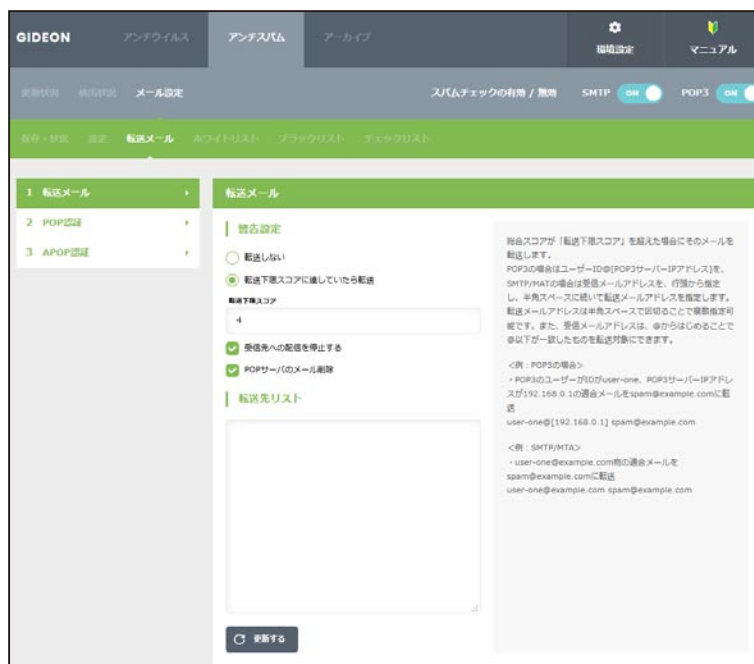 GIDEON
アンチウイルス
アンチスパム
アーカイブ
環境設定
マニュアル
更新状況 検出状況 メール設定
スパムチェックの有効 / 無効 SMTP ON POP3 ON
保存・状況 設定 転送メール ホワイトリスト ブラックリスト チェックリスト
1 転送メール
2 POP認証
3 APOP認証
転送メール
警告設定
転送しない
転送下限スコアに達していたら転送
転送下限スコア
4
受信先への配信を停止する
POPサーバのメール削除
転送先リスト
更新する
総合スコアが「転送下限スコア」を超えた場合にそのメールを
転送します。
POP3の場合はユーザーID@[POP3サーバーIPアドレス]を、
SMTP/MATの場合は受信メールアドレスを、行頭から指定
し、半角スペースに続いて転送メールアドレスを指定します。
転送メールアドレスは半角スペースで区切ることで複数指定可
能です。また、受信メールアドレスは、@からはじめることで
@以下が一致したものを転送対象にできます。
<例 : POP3の場合>
・POP3のユーザーIDがuser-one、POP3サーバーIPアドレ
スが192.168.0.1の適合メールをspam@example.comに転
送
user-one@[192.168.0.1] spam@example.com
<例 : SMTP/MTA>
・user-one@example.com宛の適合メールを
spam@example.comに転送
user-one@example.com spam@example.com